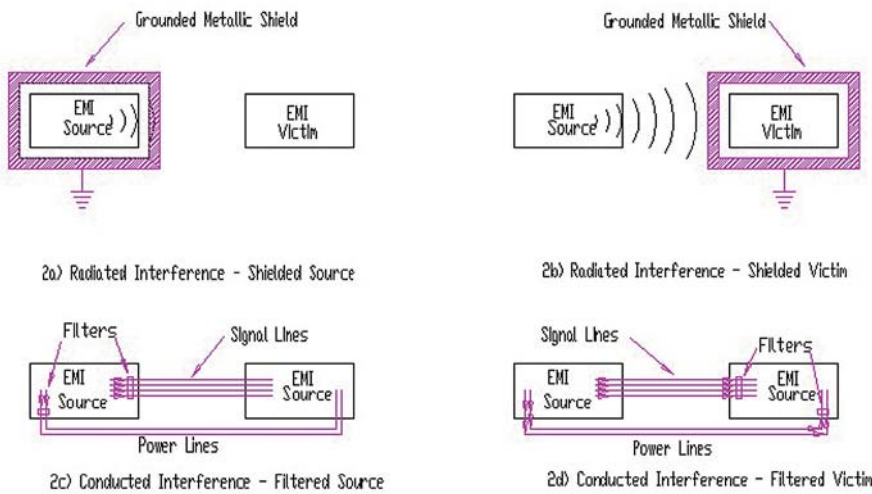 Grounded Metallic Shield
EMI
Source
EMI
Victim
2a) Radiated Interference - Shielded Source
Grounded Metallic Shield
EMI
Source
EMI
Victim
2b) Radiated Interference - Shielded Victim
Filters
Signal Lines
EMI
Source
EMI
Source
Power Lines
2c) Conducted Interference - Filtered Source
Signal Lines
Filters
EMI
Source
EMI
Source
Power Lines
2d) Conducted Interference - Filtered Victim